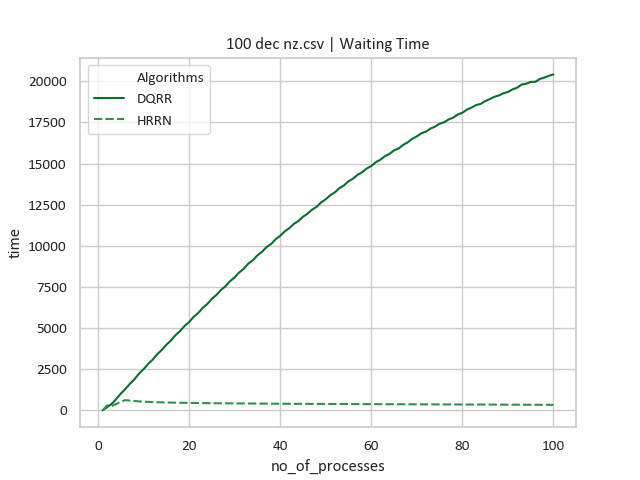 100 dec nz.csv | Waiting Time
Algorithms
DQRR
HRRN
20000
17500
15000
12500
10000
7500
5000
2500
0
time
0 20 40 60 80 100
no_of_processes